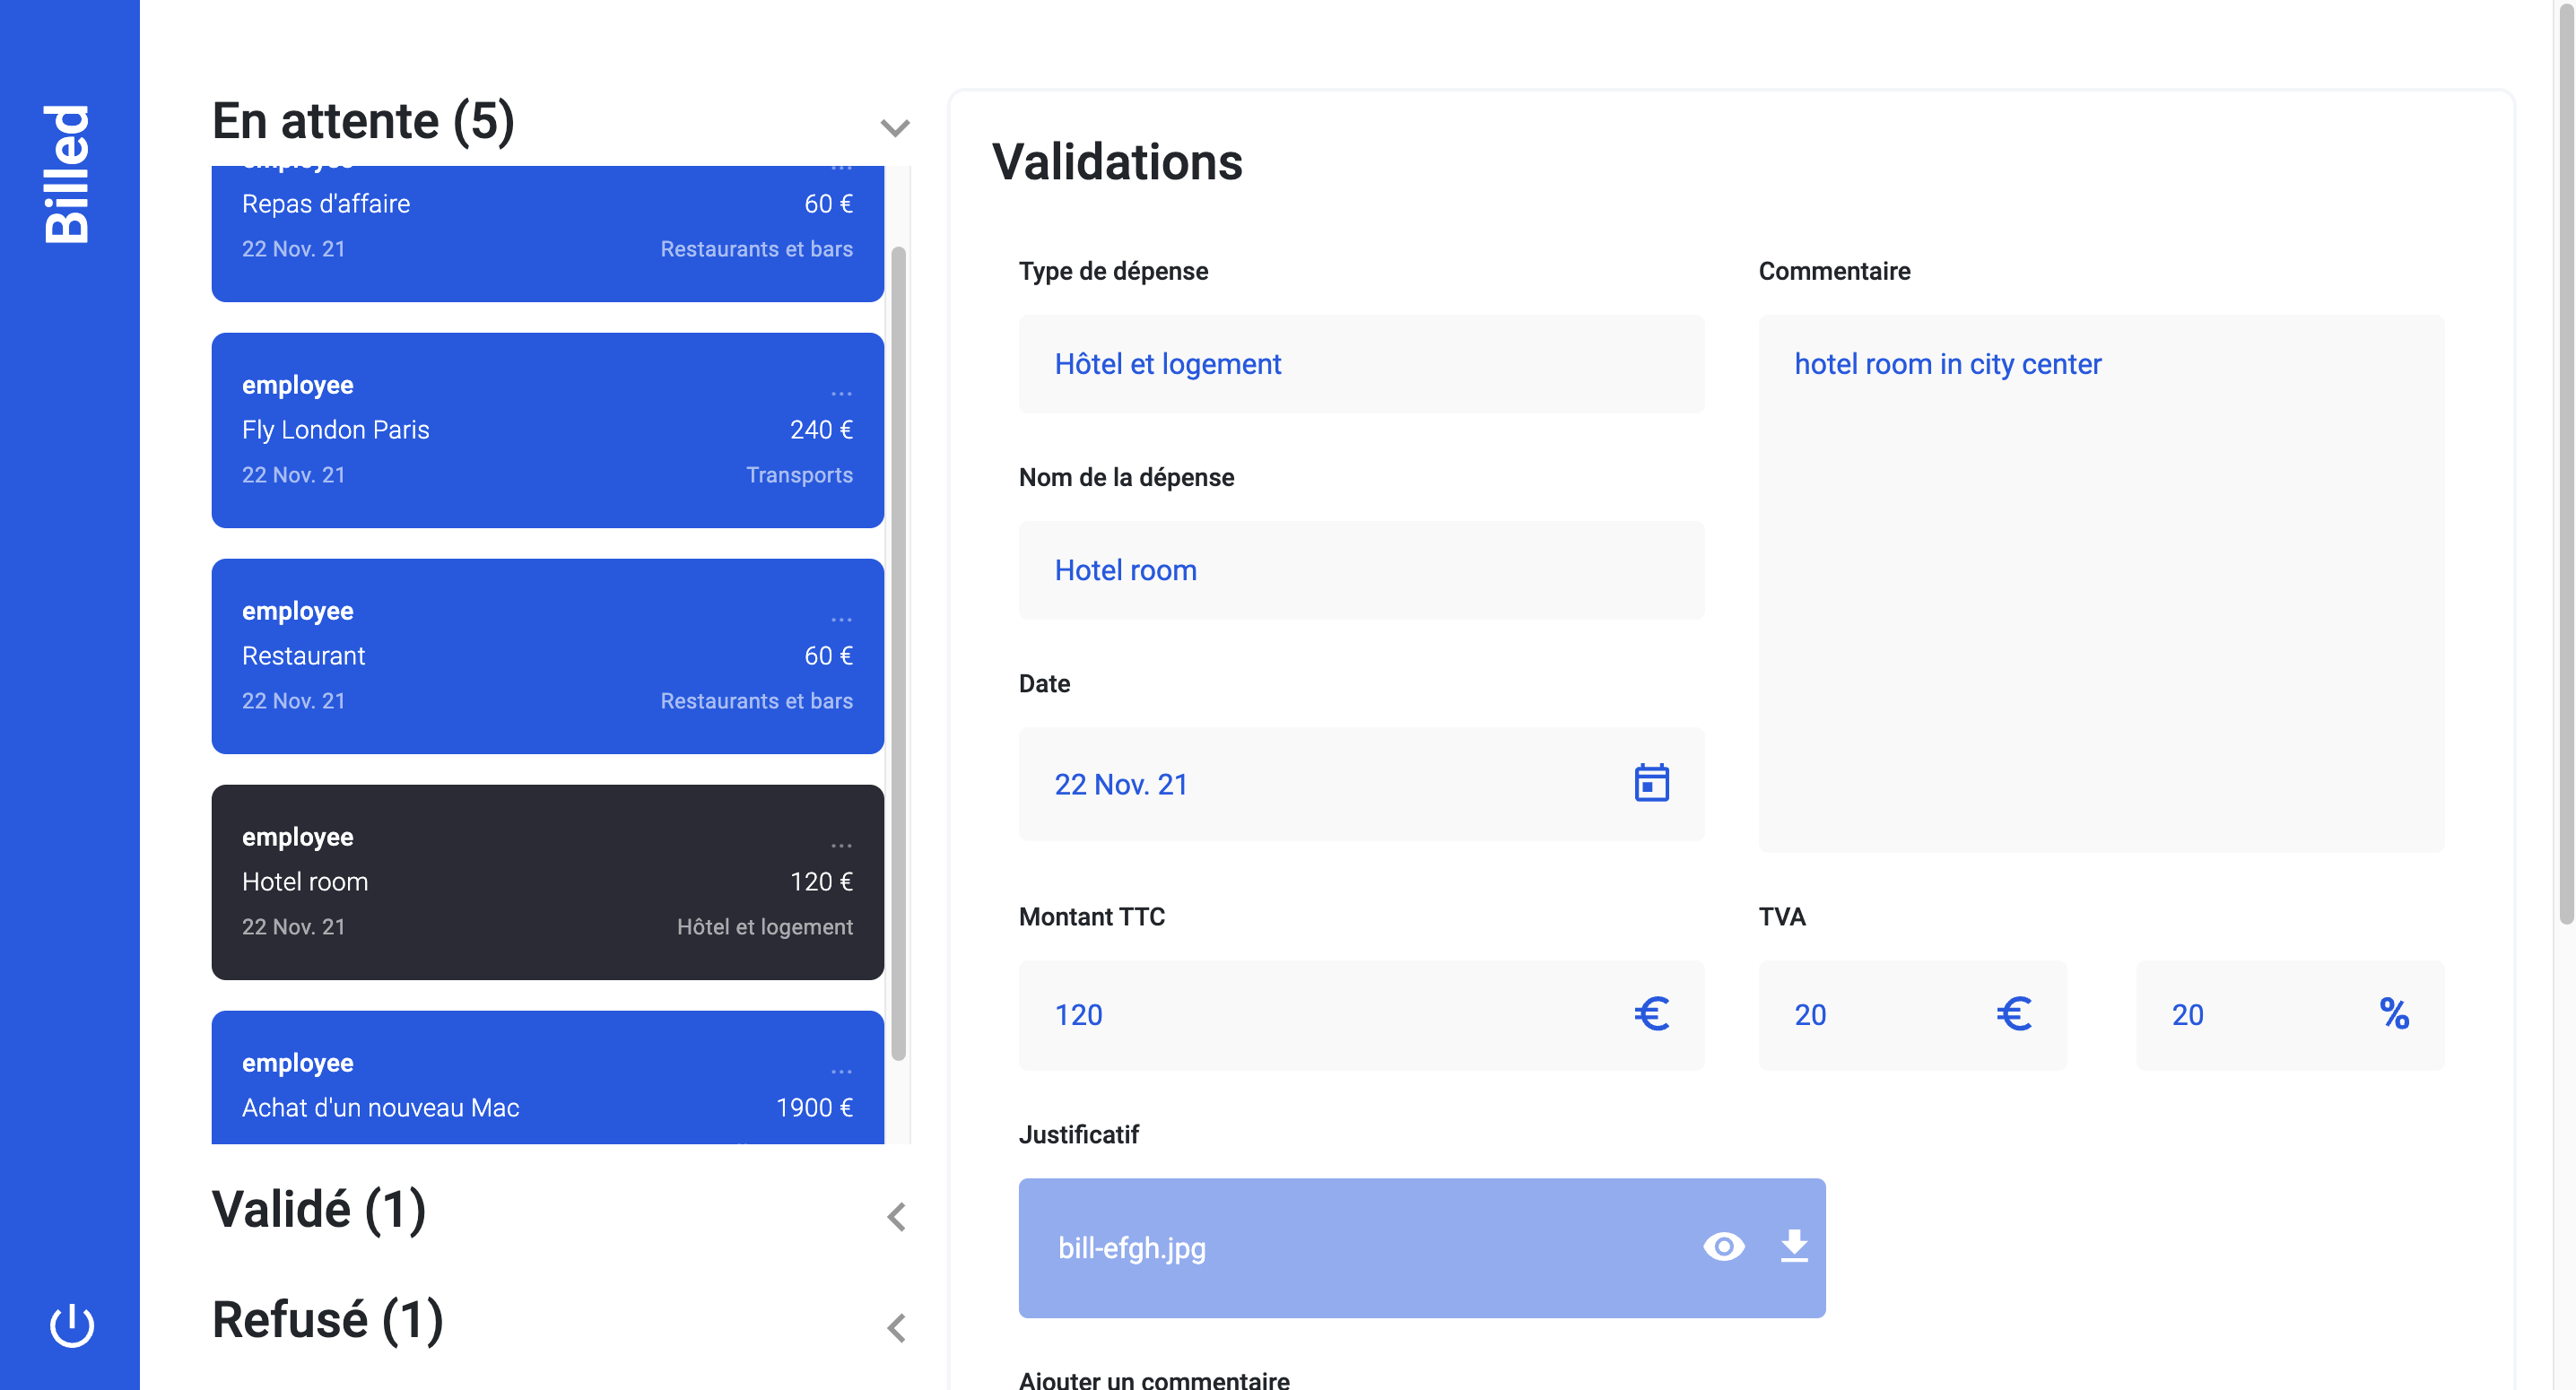 Billed
En attente (5)
employee ...
Repas d'affaire 60 €
22 Nov. 21 Restaurants et bars
employee ...
Fly London Paris 240 €
22 Nov. 21 Transports
employee ...
Restaurant 60 €
22 Nov. 21 Restaurants et bars
employee ...
Hotel room 120 €
22 Nov. 21 Hôtel et logement
employee ...
Achat d'un nouveau Mac 1900 €
Validé (1)
Refusé (1)
Validations
Type de dépense
Hôtel et logement
Nom de la dépense
Hotel room
Date
22 Nov. 21
Commentaire
hotel room in city center
Montant TTC
120 €
TVA
20 €
20 %
Justificatif
bill-efgh.jpg
Ajouter un commentaire